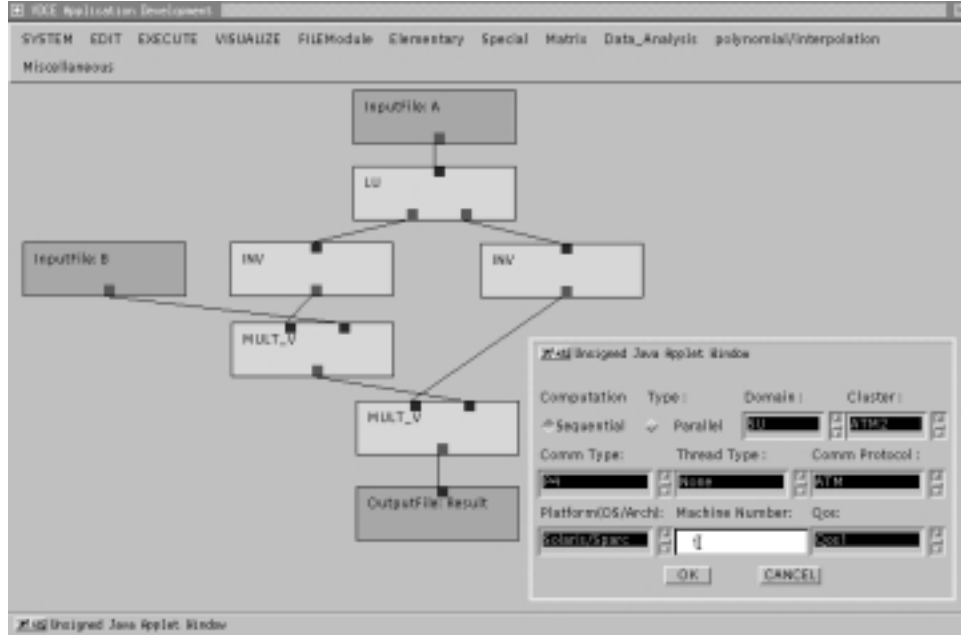 VDCE Application Development
SYSTEM EDIT EXECUTE VISUALIZE FILEModule Elementary Special Matrix Data_Analysis polynomial/interpolation
Miscellaneous
InputFile: A
LU
InputFile: B
INV
INV
MULT_V
MULT_V
OutputFile: Result
Unsigned Java Applet Window
Computation Type: Domain: Cluster:
Sequential Parallel SU ATM2
Comm Type: Thread Type: Comm Protocol:
P4 None ATM
Platform(OS/Arch): Machine Number: Qos:
Solaris/Sparc Qos1
OK CANCEL
Unsigned Java Applet Window